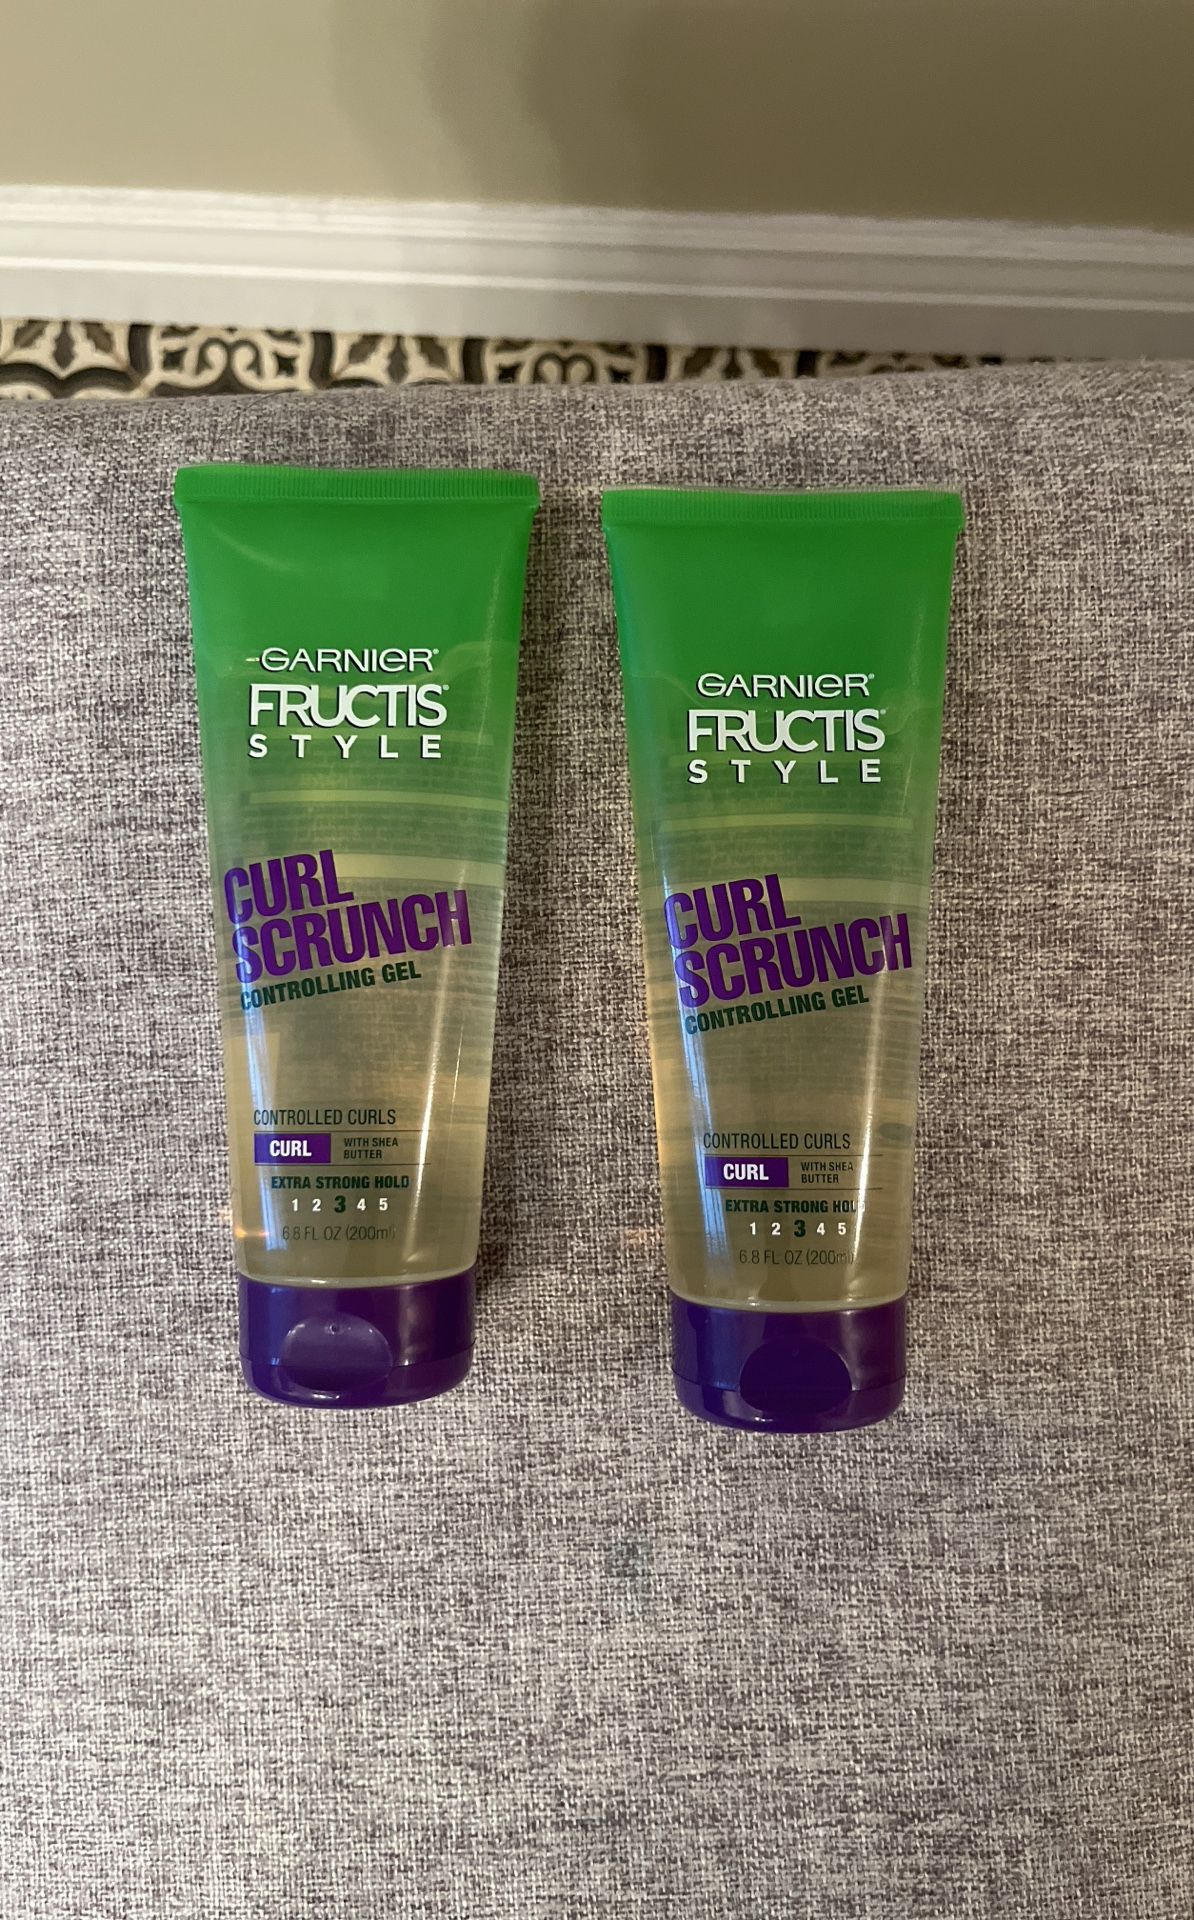 GARNIER®
FRUCTIS®
STYLE
CURL
SCRUNCH
CONTROLLING GEL
CONTROLLED CURLS
CURL
WITH SHEA
BUTTER
EXTRA STRONG HOLD
1 2 3 4 5
6.8 FL OZ (200ml)
GARNIER®
FRUCTIS®
STYLE
CURL
SCRUNCH
CONTROLLING GEL
CONTROLLED CURLS
CURL
WITH SHEA
BUTTER
EXTRA STRONG HOLD
1 2 3 4 5
6.8 FL OZ (200ml)